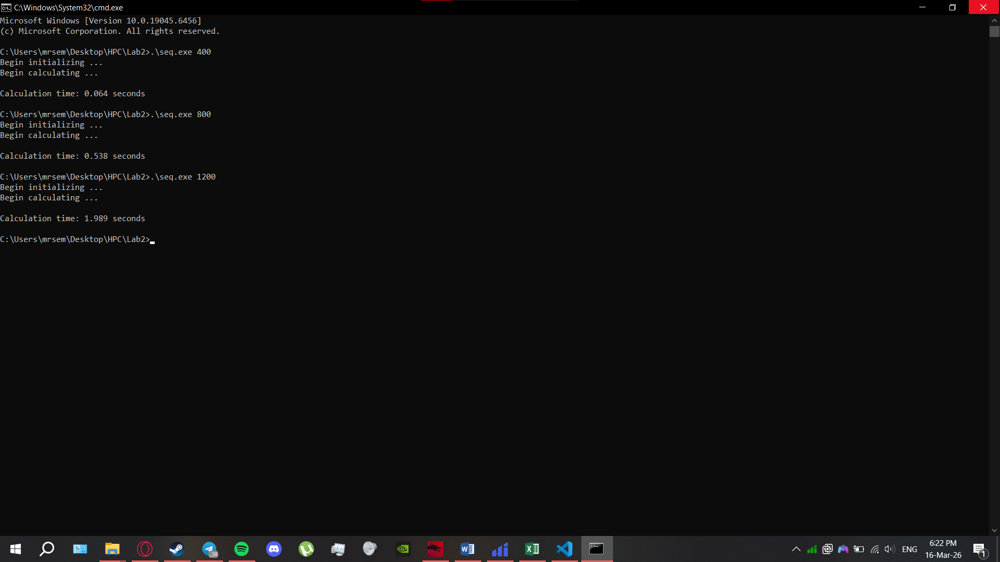 C:\Windows\System32\cmd.exe
Microsoft Windows [Version 10.0.19045.6456]
(c) Microsoft Corporation. All rights reserved.
C:\Users\mrsem\Desktop\HPC\Lab2>.\seq.exe 400
Begin initializing ...
Begin calculating ...
Calculation time: 0.064 seconds
C:\Users\mrsem\Desktop\HPC\Lab2>.\seq.exe 800
Begin initializing ...
Begin calculating ...
Calculation time: 0.538 seconds
C:\Users\mrsem\Desktop\HPC\Lab2>.\seq.exe 1200
Begin initializing ...
Begin calculating ...
Calculation time: 1.989 seconds
C:\Users\mrsem\Desktop\HPC\Lab2>
.38
ENG
6:22 PM
16-Mar-26
1